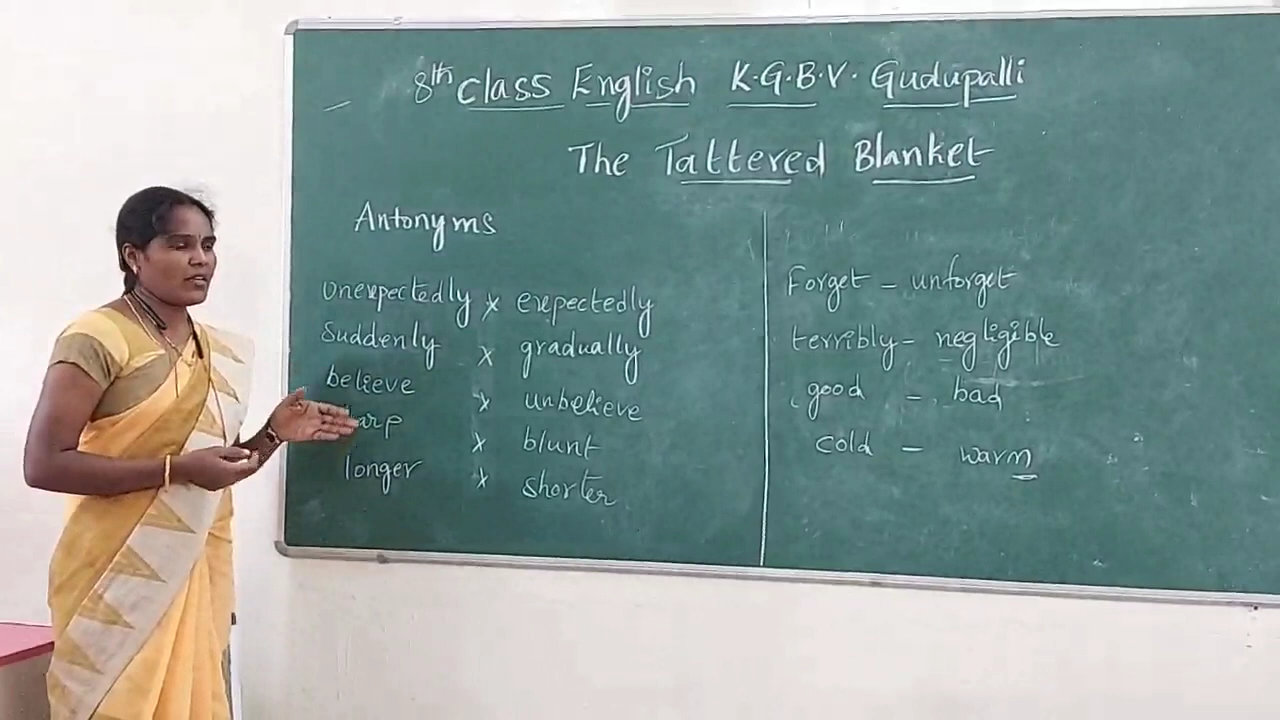 8th class English K.G.B.V. Gudupalli
The Tattered Blanket
Antonyms
Unexpectedly x expectedly
Suddenly x gradually
believe x unbelieve
x blunt
longer x shorter
Forget - unforget
terribly - negligible
good - bad
cold - warm